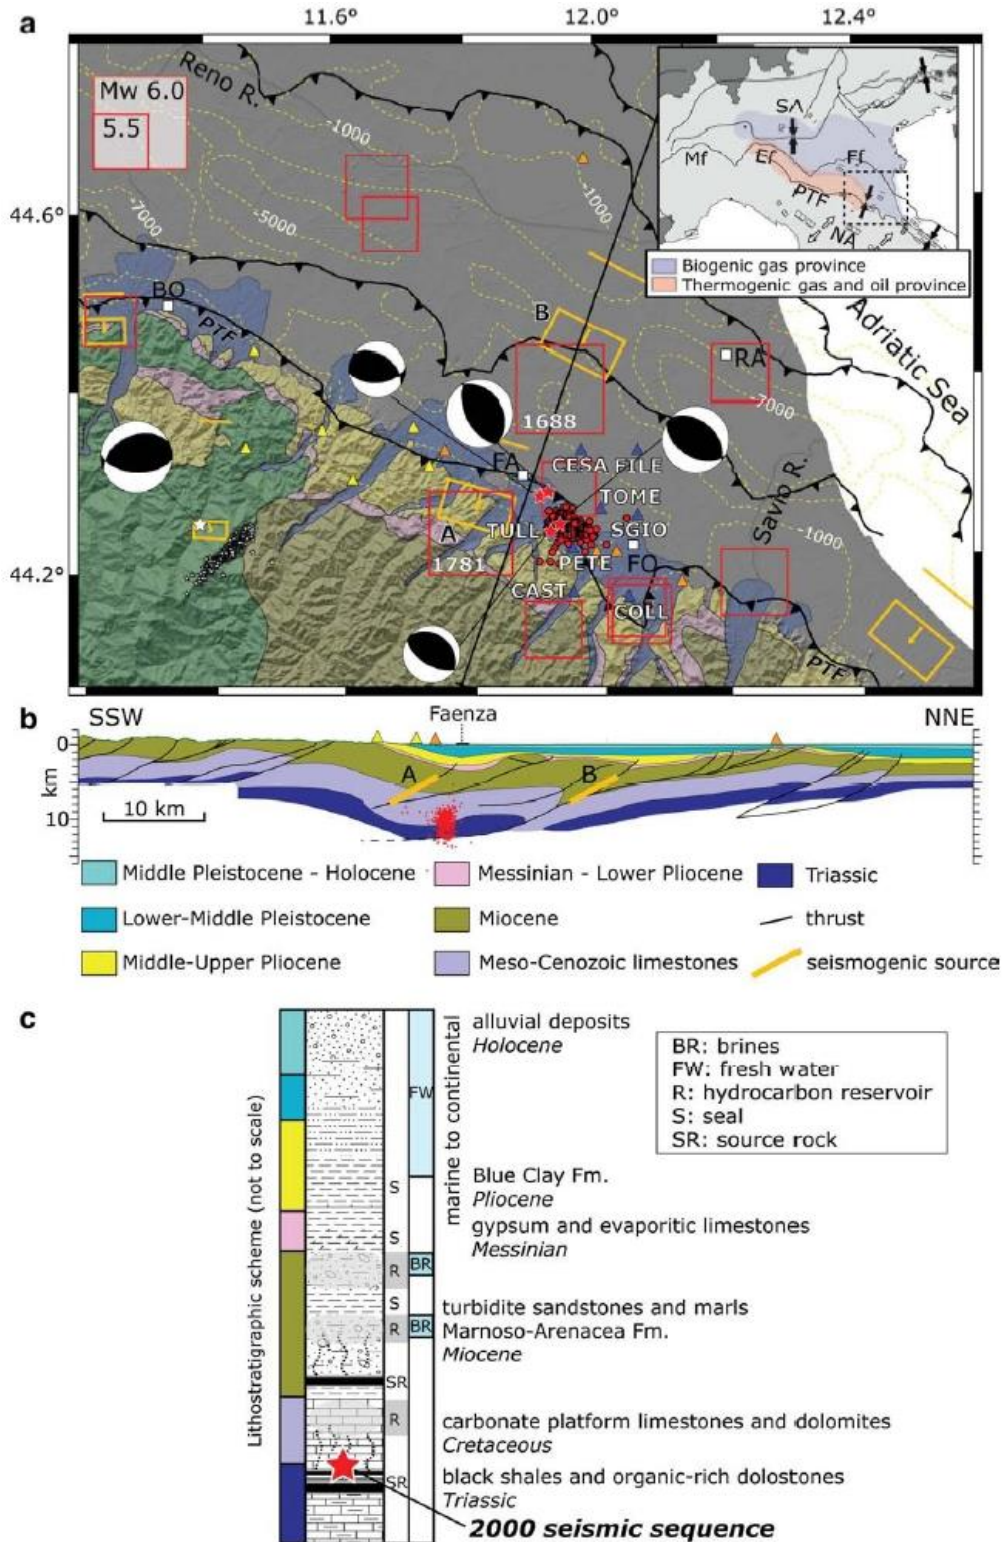 a
11.6°
12.0°
12.4°
Reno R.
Mw 6.0
5.5
-1000
-7000
-5000
-1000
44.6°
SA
Mf
Ef
Ff
PTF
NA
Biogenic gas province
Thermogenic gas and oil province
BO
PTF
B
Adriatic Sea
RA
-7000
1688
FA
CESA FILE
TOME
Savio R.
A
TULL
SGIO
-1000
1781
PETE
FO
44.2°
CAST
COLL
PTF
b
SSW
Faenza
NNE
0
km
10
A
B
10 km
Middle Pleistocene - Holocene
Messinian - Lower Pliocene
Triassic
Lower-Middle Pleistocene
Miocene
thrust
Middle-Upper Pliocene
Meso-Cenozoic limestones
seismogenic source
c
Lithostratigraphic scheme (not to scale)
marine to continental
alluvial deposits
Holocene
BR: brines
FW: fresh water
R: hydrocarbon reservoir
S: seal
SR: source rock
FW
Blue Clay Fm.
S
Pliocene
gypsum and evaporitic limestones
S
Messinian
BR
R
S
turbidite sandstones and marls
R
BR
Marnoso-Arenacea Fm.
Miocene
SR
R
carbonate platform limestones and dolomites
Cretaceous
SR
black shales and organic-rich dolostones
Triassic
2000 seismic sequence